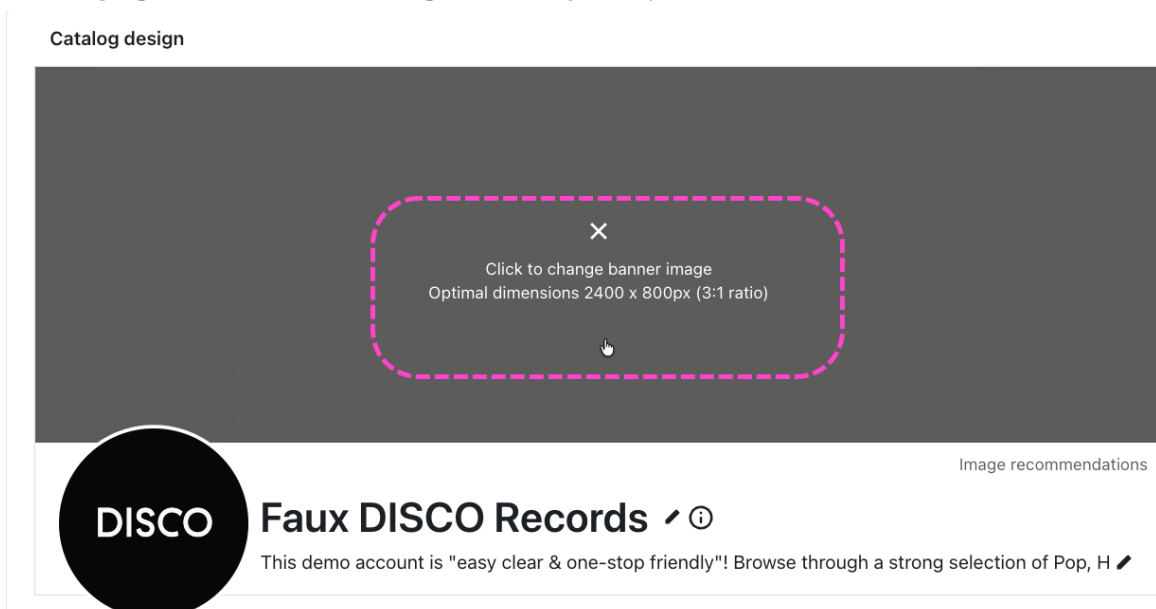 Catalog design
Click to change banner image
Optimal dimensions 2400 x 800px (3:1 ratio)
Image recommendations
DISCO
Faux DISCO Records
This demo account is "easy clear & one-stop friendly"! Browse through a strong selection of Pop, H